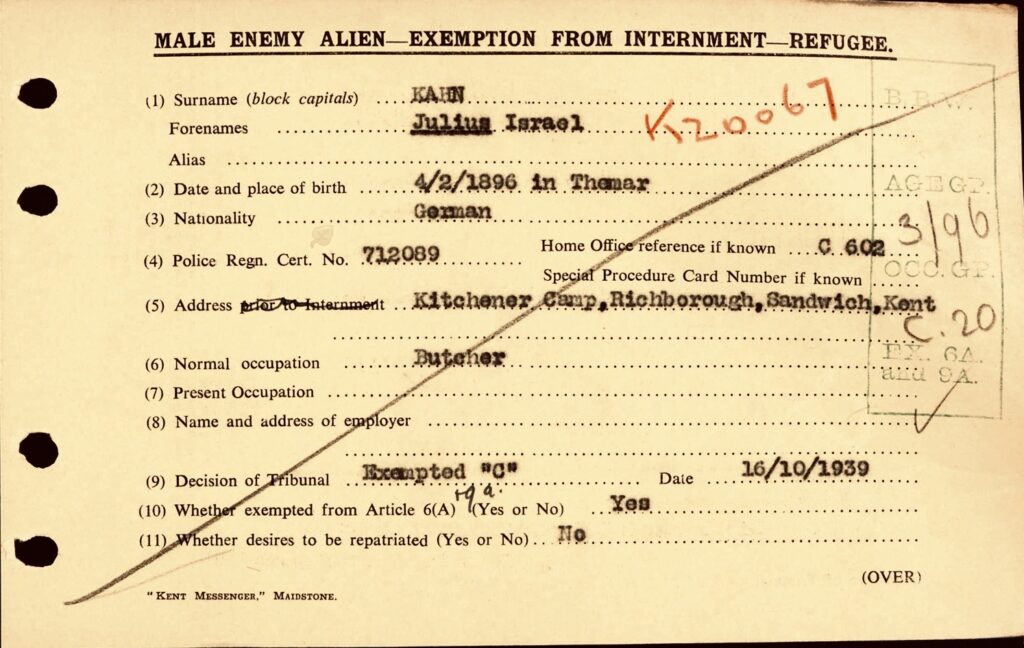 MALE ENEMY ALIEN—EXEMPTION FROM INTERNMENT—REFUGEE.
(1) Surname (block capitals) ... KAHN
K20067
B.B.W.
Forenames ... Julius Israel
Alias ...
(2) Date and place of birth ... 4/2/1896 in Themar
AGE GP.
3/96
(3) Nationality ... German
(4) Police Regn. Cert. No. 712089 Home Office reference if known ... C 602
OCC. GP.
Special Procedure Card Number if known ...
(5) Address prior to Internment ... Kitchener Camp,Richborough,Sandwich,Kent
C.20
EX. 6A.
and 9A.
(6) Normal occupation ... Butcher
(7) Present Occupation ...
(8) Name and address of employer ...
(9) Decision of Tribunal ... Exempted "C" ... Date ... 16/10/1939
+9a.
(10) Whether exempted from Article 6(A) (Yes or No) ... Yes
(11) Whether desires to be repatriated (Yes or No)... No
(OVER)
"KENT MESSENGER," MAIDSTONE.